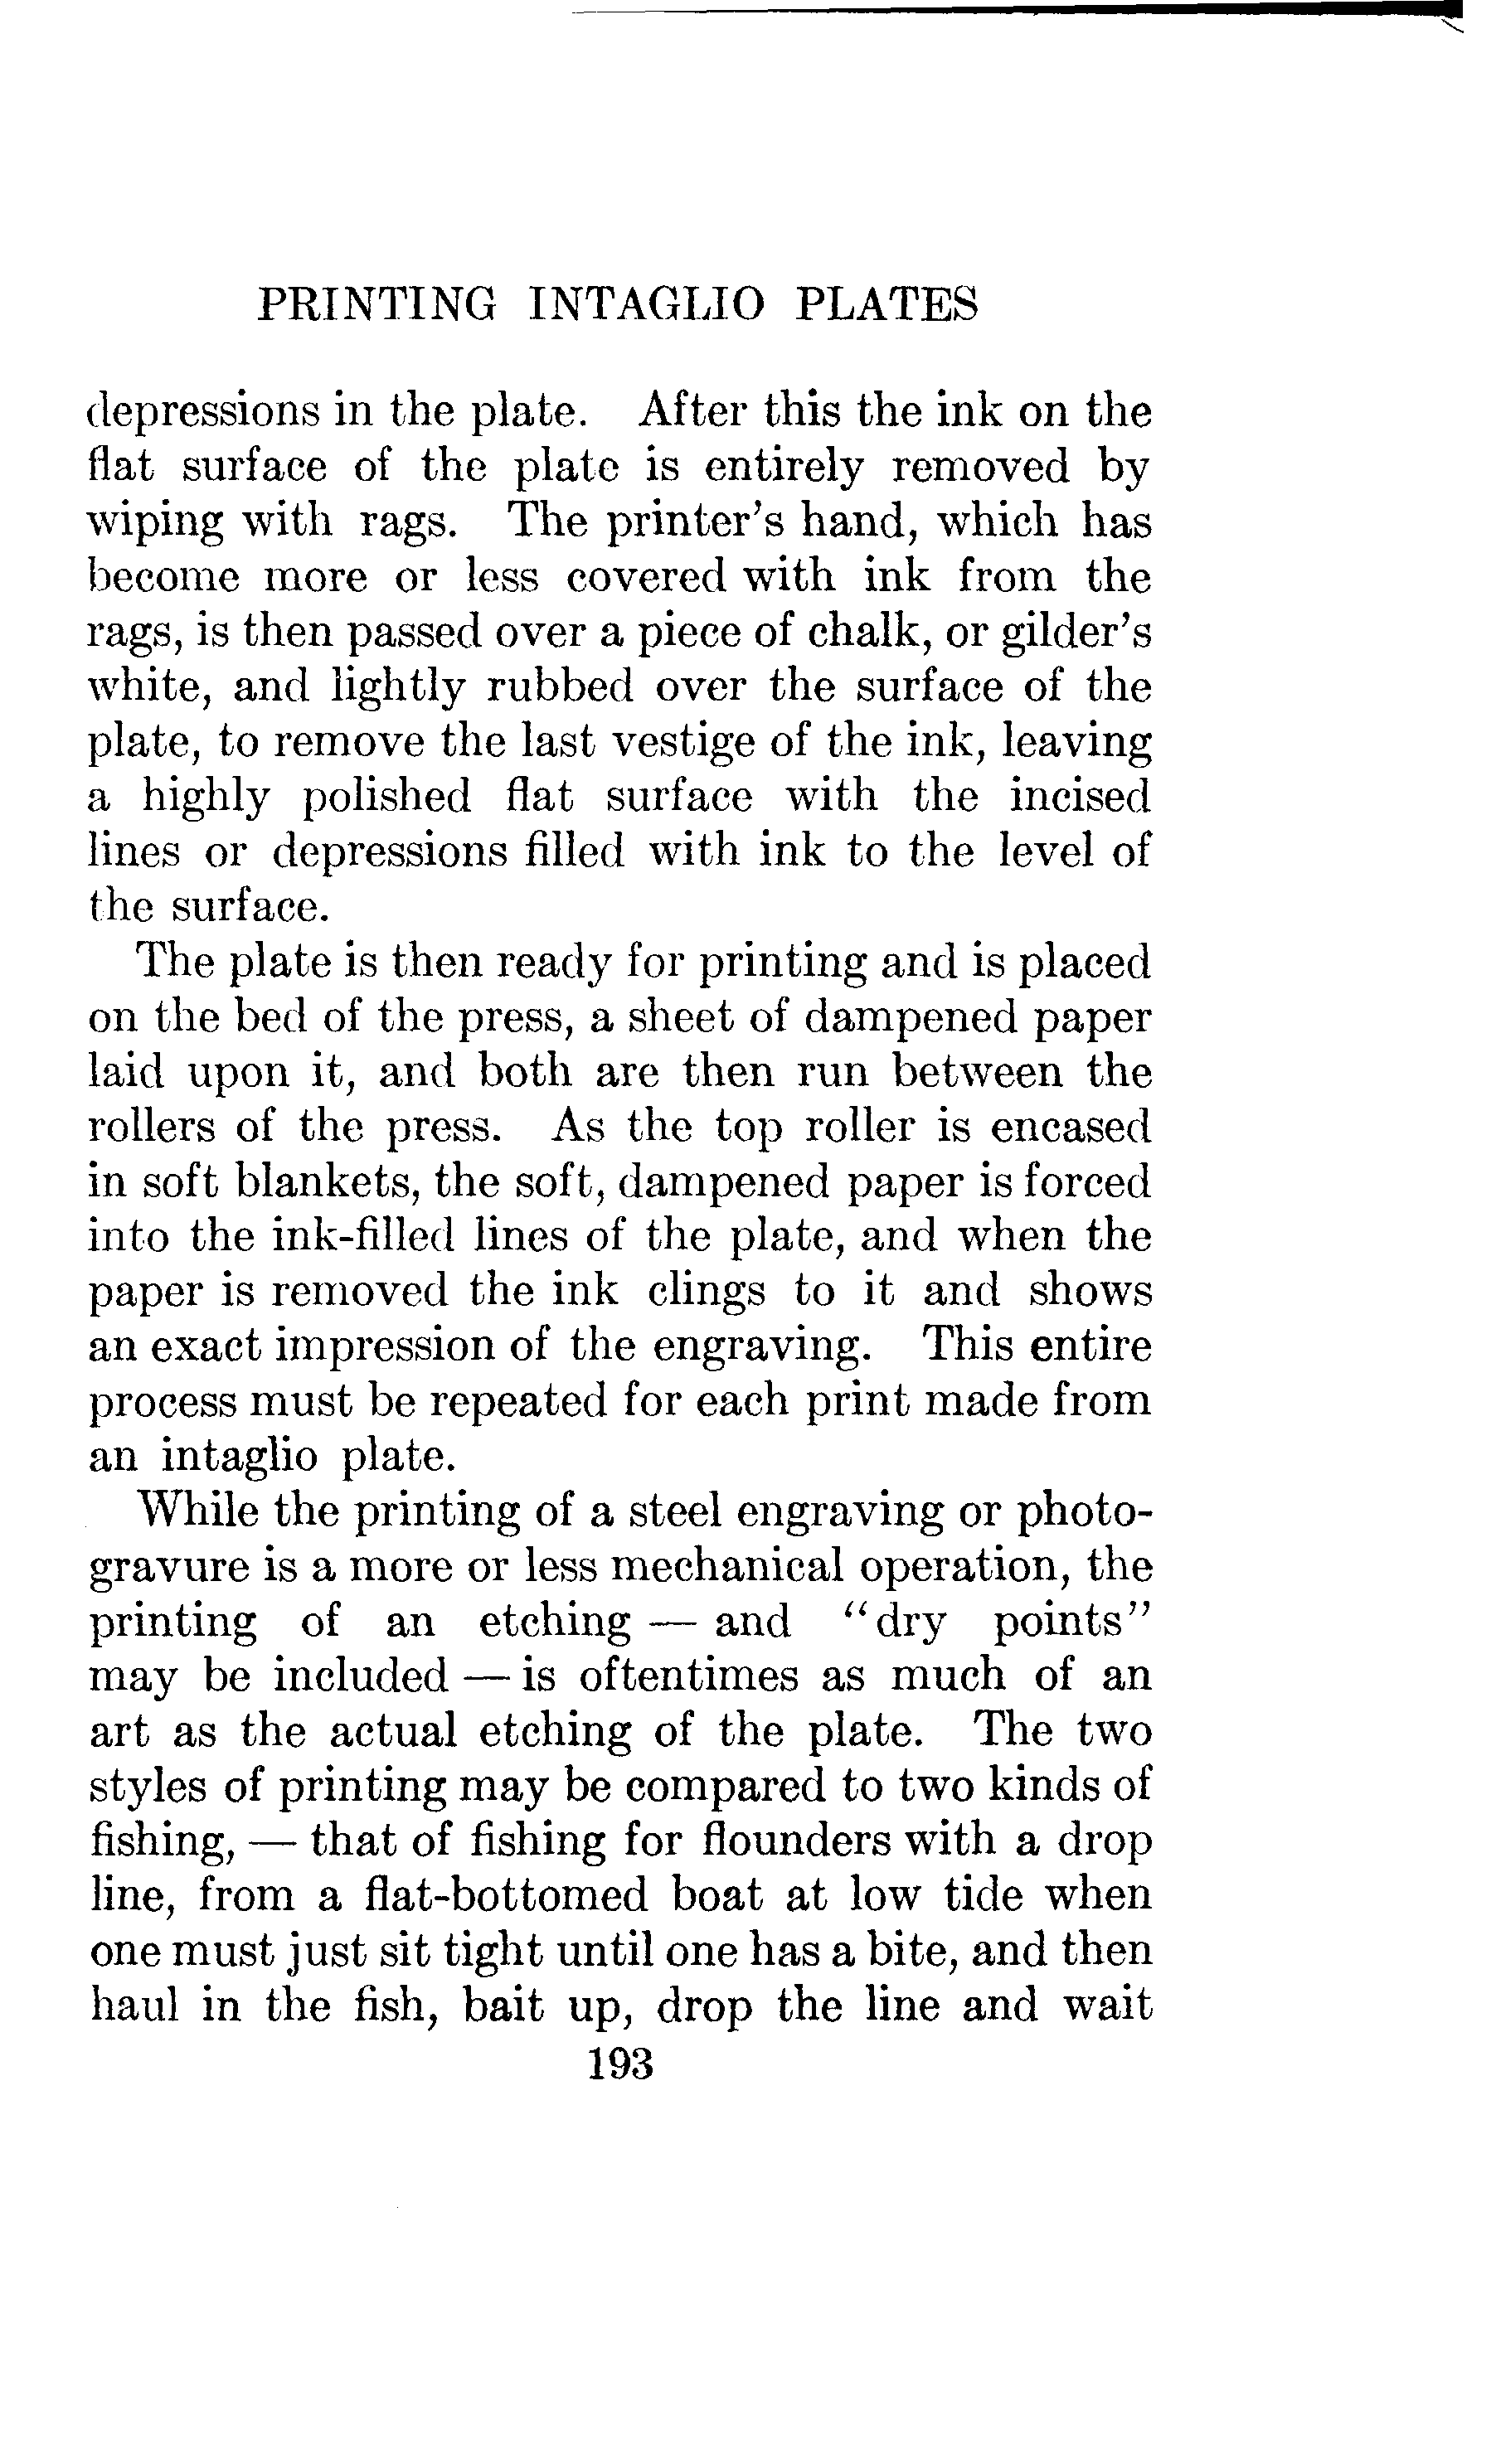 PRINTING INTAGLIO PLATES
depressions in the plate. After this the ink on the
flat surface of the plate is entirely removed by
wiping with rags. The printer's hand, which has
become more or less covered with ink from the
rags, is then passed over a piece of chalk, or gilder's
white, and lightly rubbed over the surface of the
plate, to remove the last vestige of the ink, leaving
a highly polished flat surface with the incised
lines or depressions filled with ink to the level of
the surface.
The plate is then ready for printing and is placed
on the bed of the press, a sheet of dampened paper
laid upon it, and both are then run between the
rollers of the press. As the top roller is encased
in soft blankets, the soft, dampened paper is forced
into the ink-filled lines of the plate, and when the
paper is removed the ink clings to it and shows
an exact impression of the engraving. This entire
process must be repeated for each print made from
an intaglio plate.
While the printing of a steel engraving or photo-
gravure is a more or less mechanical operation, the
printing of an etching — and "dry points"
may be included — is oftentimes as much of an
art as the actual etching of the plate. The two
styles of printing may be compared to two kinds of
fishing, — that of fishing for flounders with a drop
line, from a flat-bottomed boat at low tide when
one must just sit tight until one has a bite, and then
haul in the fish, bait up, drop the line and wait
193